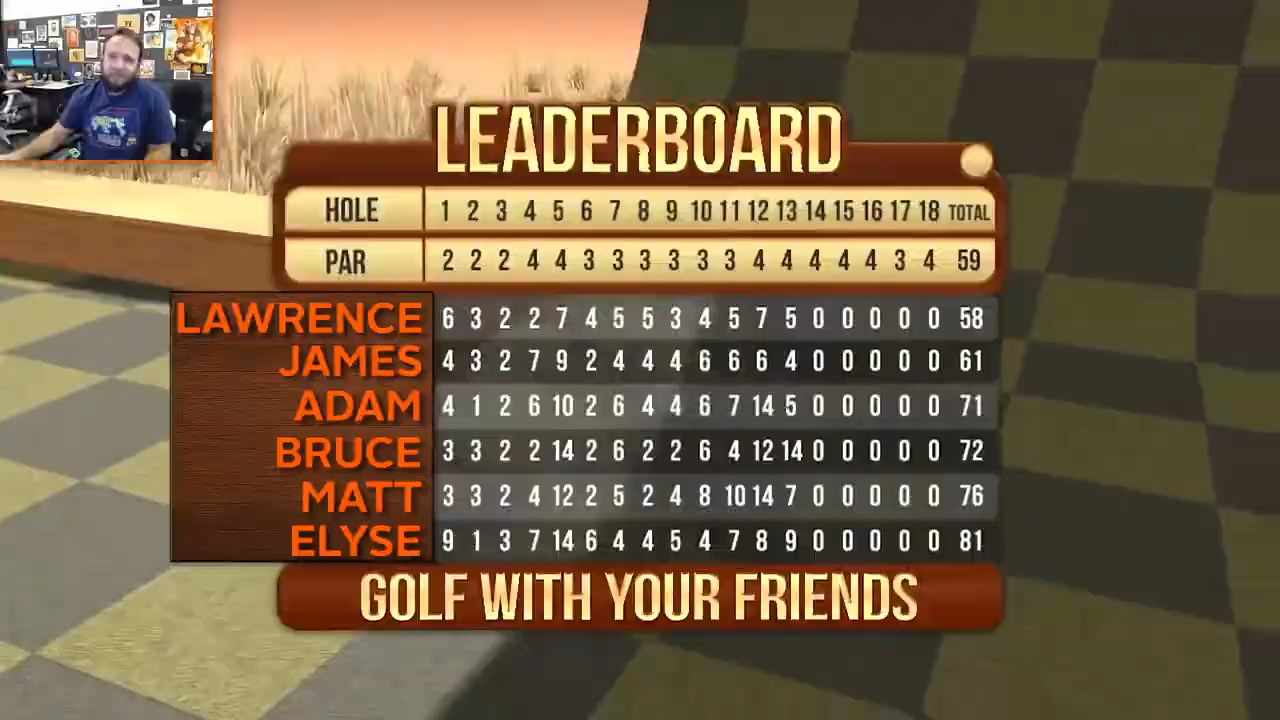 LEADERBOARD
HOLE 1 2 3 4 5 6 7 8 9 10 11 12 13 14 15 16 17 18 TOTAL
PAR 2 2 2 4 4 3 3 3 3 3 3 4 4 4 4 4 3 4 59
LAWRENCE 6 3 2 2 7 4 5 5 3 4 5 7 5 0 0 0 0 0 58
JAMES 4 3 2 7 9 2 4 4 4 6 6 6 4 0 0 0 0 0 61
ADAM 4 1 2 6 10 2 6 4 4 6 7 14 5 0 0 0 0 0 71
BRUCE 3 3 2 2 14 2 6 2 2 6 4 12 14 0 0 0 0 0 72
MATT 3 3 2 4 12 2 5 2 4 8 10 14 7 0 0 0 0 0 76
ELYSE 9 1 3 7 14 6 4 4 5 4 7 8 9 0 0 0 0 0 81
GOLF WITH YOUR FRIENDS